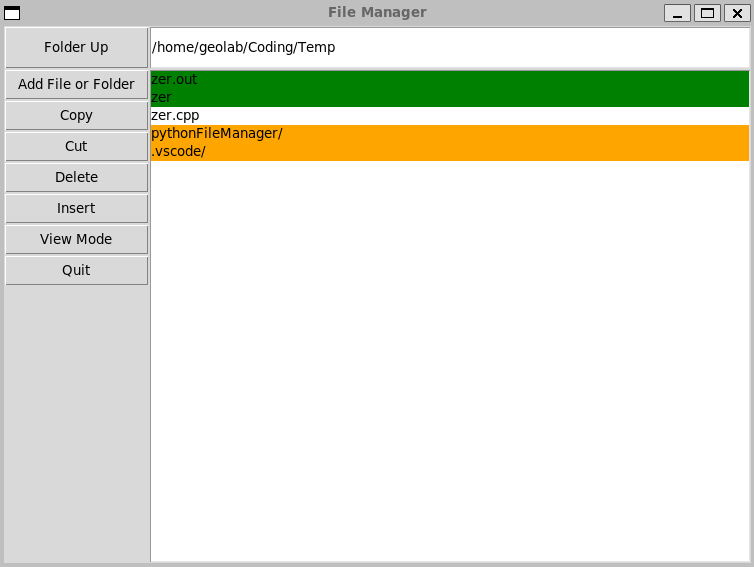 File Manager
Folder Up
/home/geolab/Coding/Temp
Add File or Folder
Copy
Cut
Delete
Insert
View Mode
Quit
zer.out
zer
zer.cpp
pythonFileManager/
.vscode/